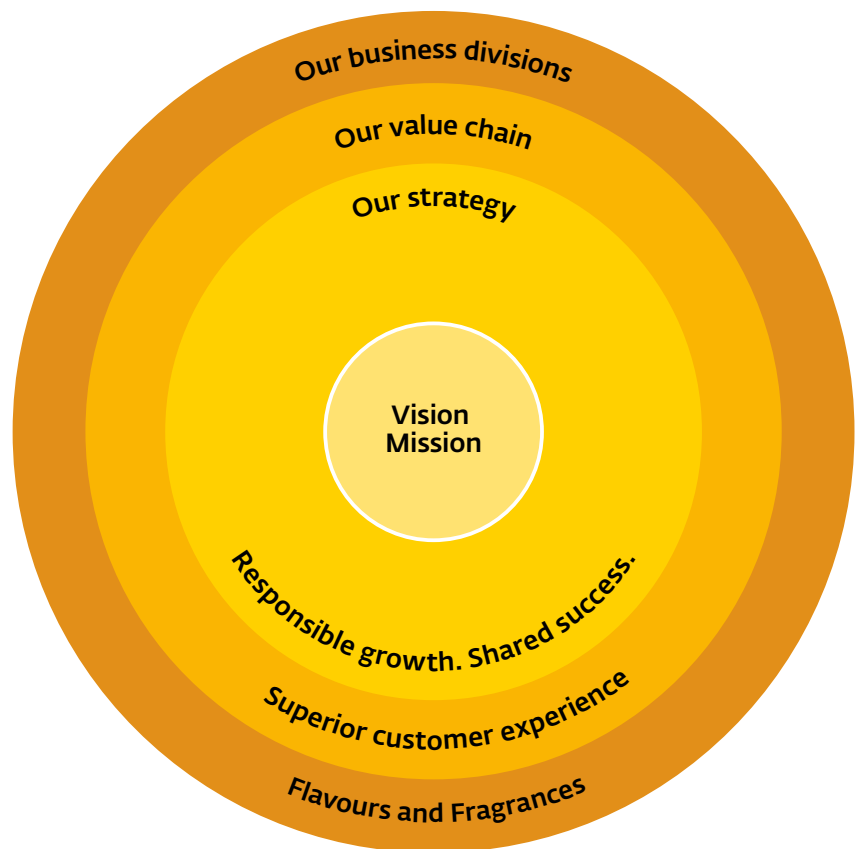 Our business divisions
Our value chain
Our strategy
Vision
Mission
Responsible growth. Shared success.
Superior customer experience
Flavours and Fragrances